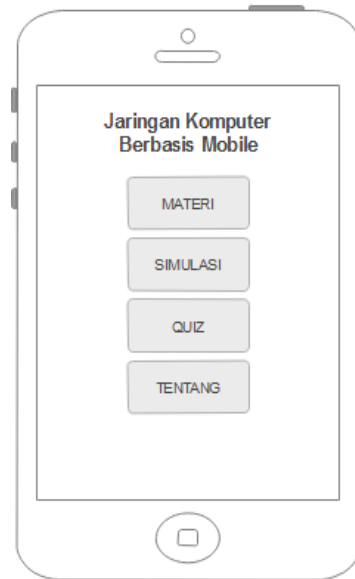 Jaringan Komputer
Berbasis Mobile
MATERI
SIMULASI
QUIZ
TENTANG